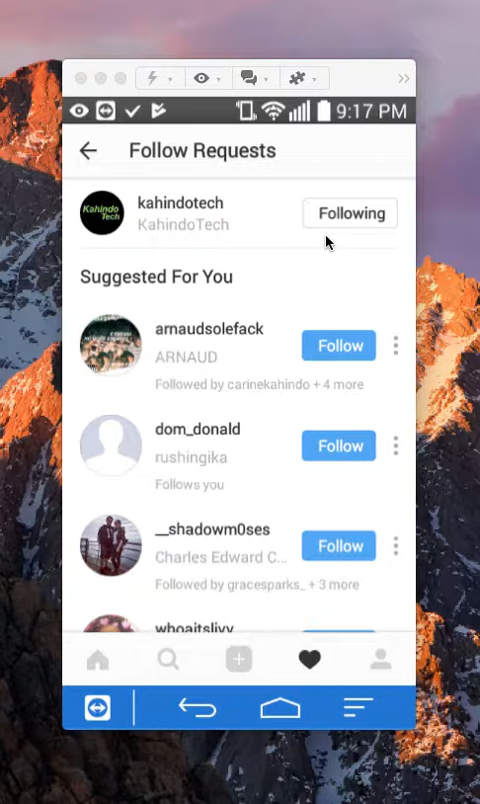 9:17 PM
Follow Requests
Kahindo
Tech
kahindotech
KahindoTech
Following
Suggested For You
arnaudsolefack
ARNAUD
Followed by carinekahindo + 4 more
Follow
dom_donald
rushingika
Follows you
Follow
__shadowm0ses
Charles Edward C...
Followed by gracesparks_ + 3 more
Follow